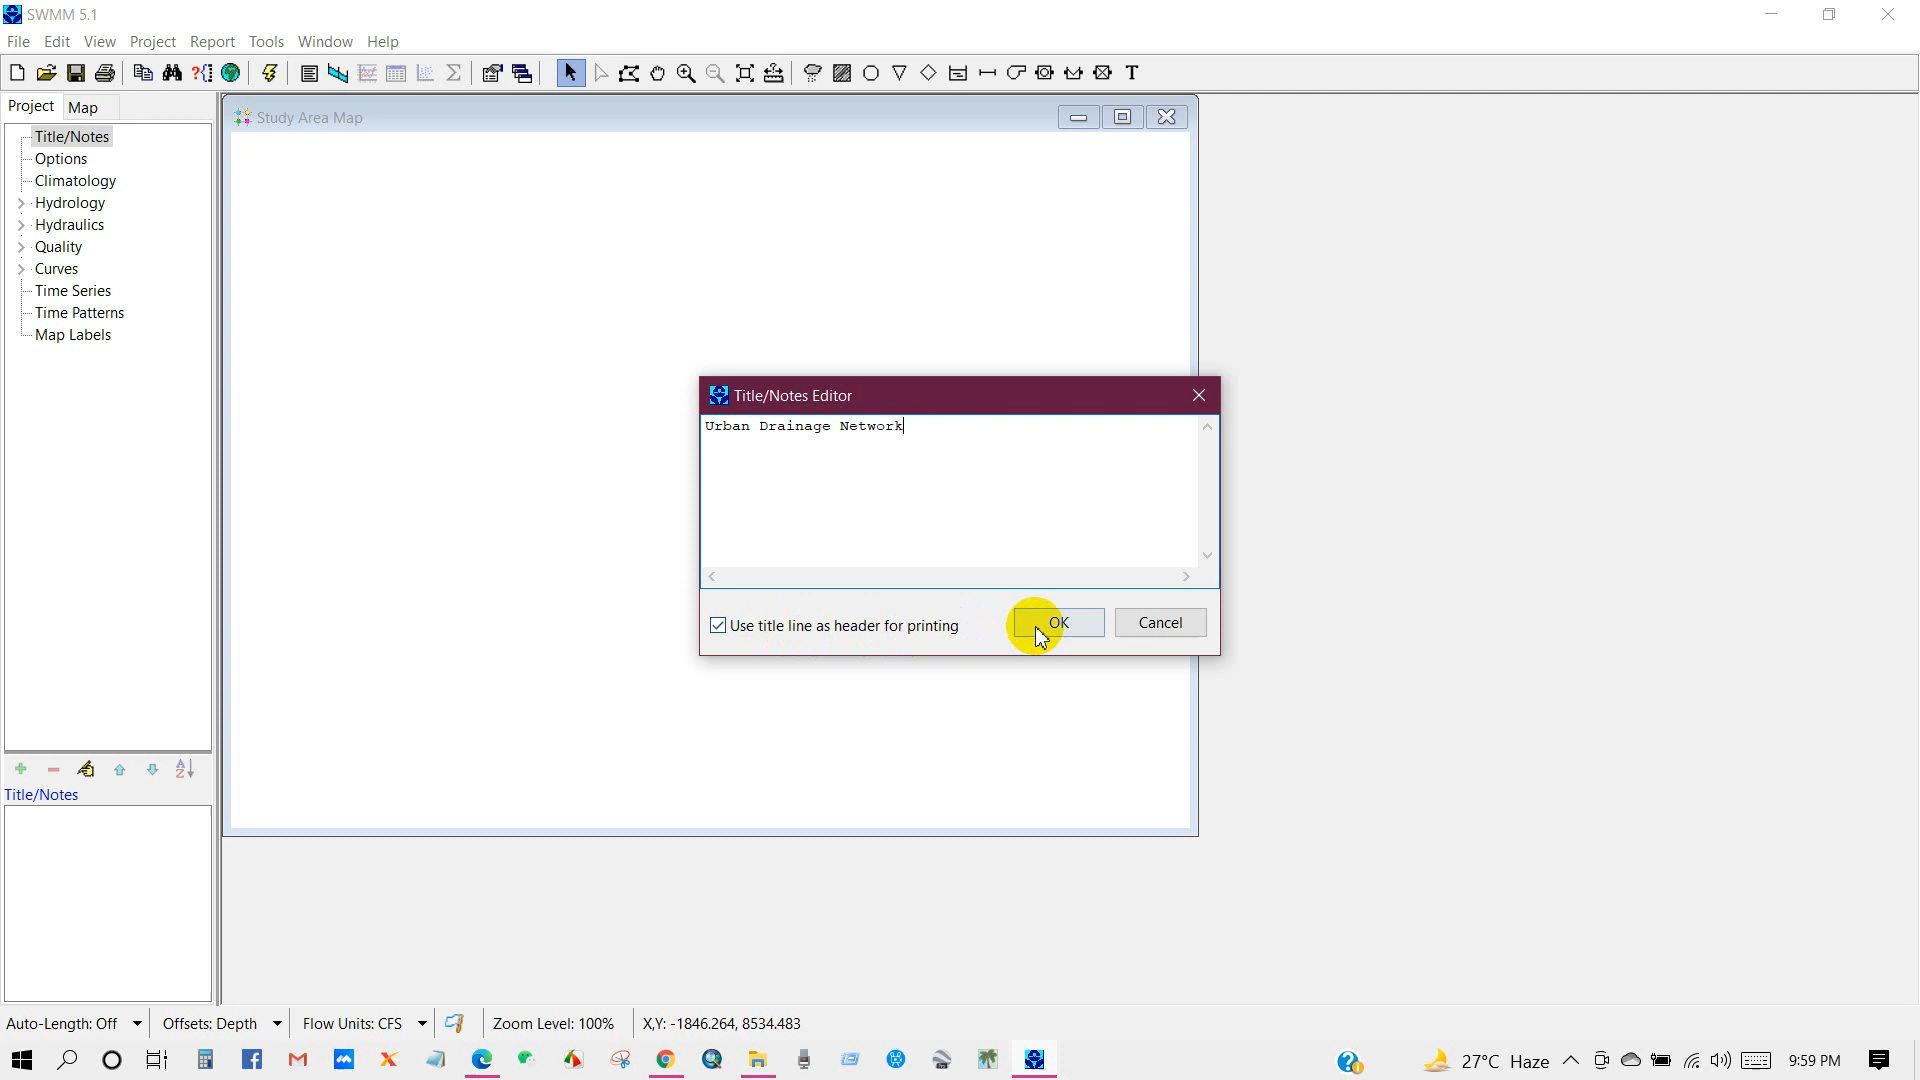 SWMM 5.1
File Edit View Project Report Tools Window Help
T
Project Map
Study Area Map
Title/Notes
Options
Climatology
Hydrology
Hydraulics
Quality
Curves
Time Series
Time Patterns
Map Labels
Title/Notes Editor
Urban Drainage Network
Use title line as header for printing
OK
Cancel
Title/Notes
Auto-Length: Off Offsets: Depth Flow Units: CFS Zoom Level: 100% X,Y: -1846.264, 8534.483
27°C Haze 9:59 PM